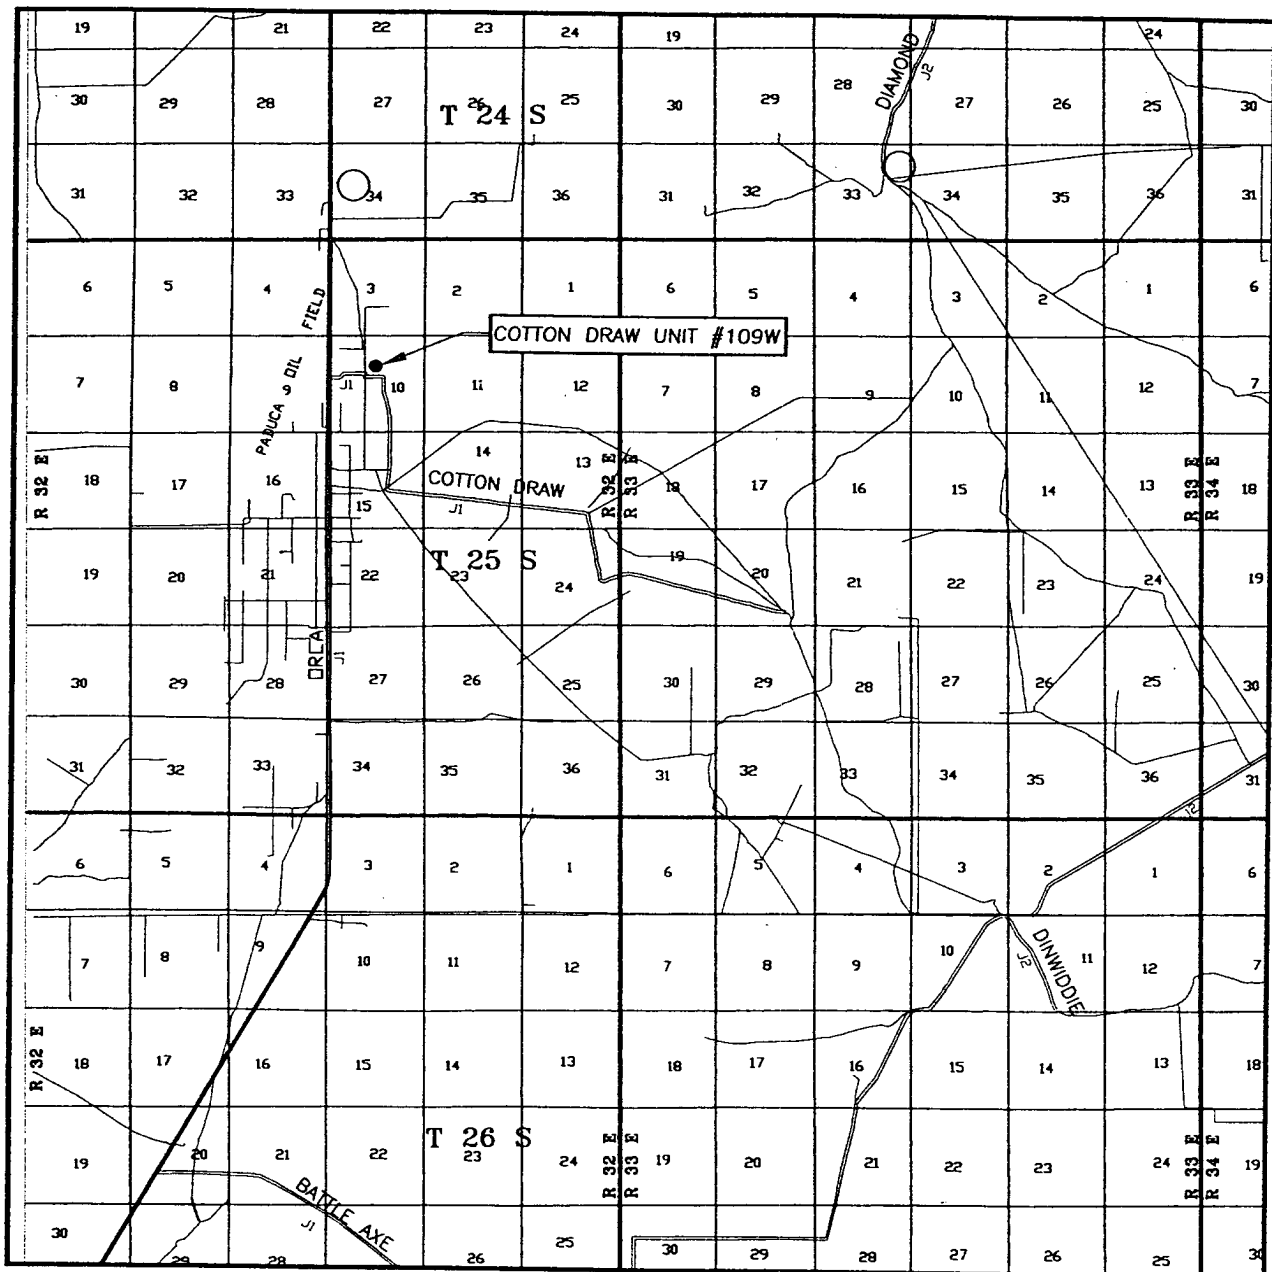 19 21 22 23 24 19 24
DIAMOND
J2
30 29 28 27 26 25 30 29 28 27 26 25 30
T 24 S
31 32 33 34 35 36 31 32 33 34 35 36 31
6 5 4 3 2 1 6 5 4 3 2 1 6
PADUCA OIL FIELD
COTTON DRAW UNIT #109W
7 8 9 J1 10 11 12 7 8 9 10 11 12 7
R 32 E
18 17 16 15 14 13 18 17 16 15 14 13 18
COTTON DRAW
J1
R 32 E
R 33 E
R 33 E
R 34 E
T 25 S
19 20 21 22 23 24 19 20 21 22 23 24 19
ORLA
J1
30 29 28 27 26 25 30 29 28 27 26 25 30
31 32 33 34 35 36 31 32 33 34 35 36 31
J2
6 5 4 3 2 1 6 5 4 3 2 1 6
7 8 9 10 11 12 7 8 9 10 11 12 7
DINWIDDIE
J2
R 32 E
18 17 16 15 14 13 18 17 16 15 14 13 18
T 26 S
19 20 21 22 23 24 19 20 21 22 23 24 19
R 32 E
R 33 E
R 33 E
R 34 E
BATTLE AXE
J1
30 29 28 26 25 30 29 28 27 26 25 30